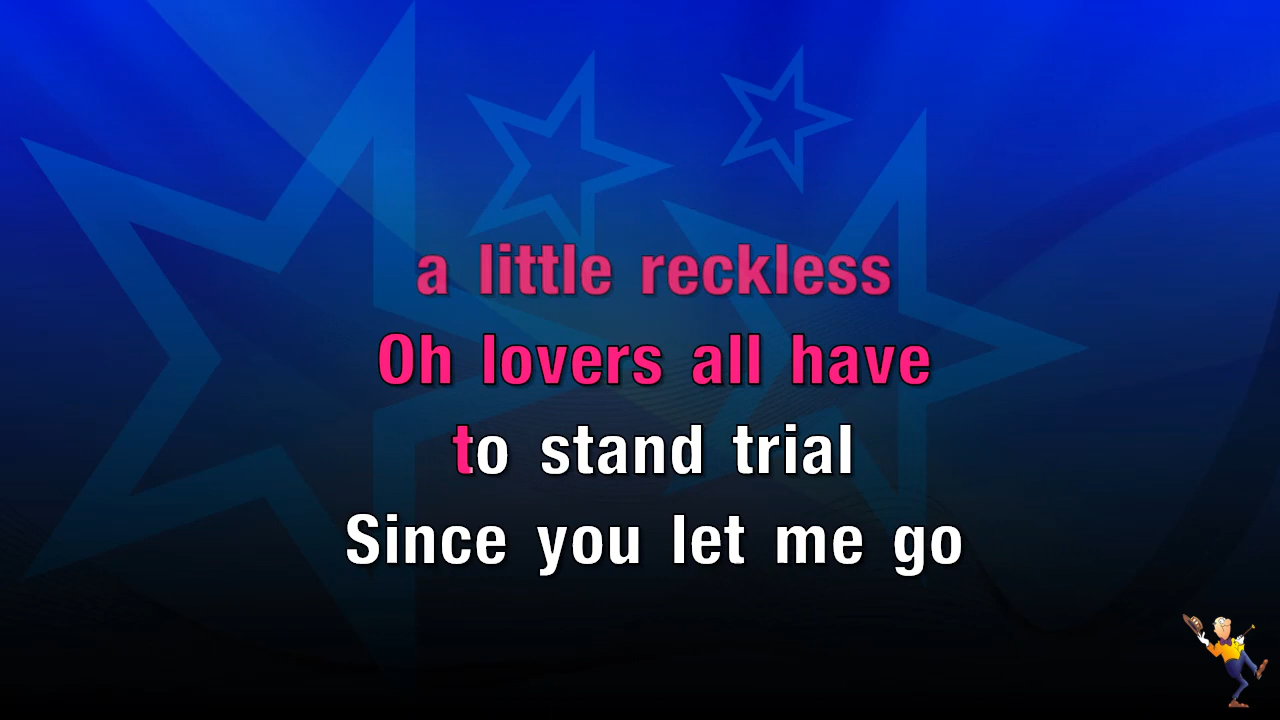 a little reckless
Oh lovers all have
to stand trial
Since you let me go